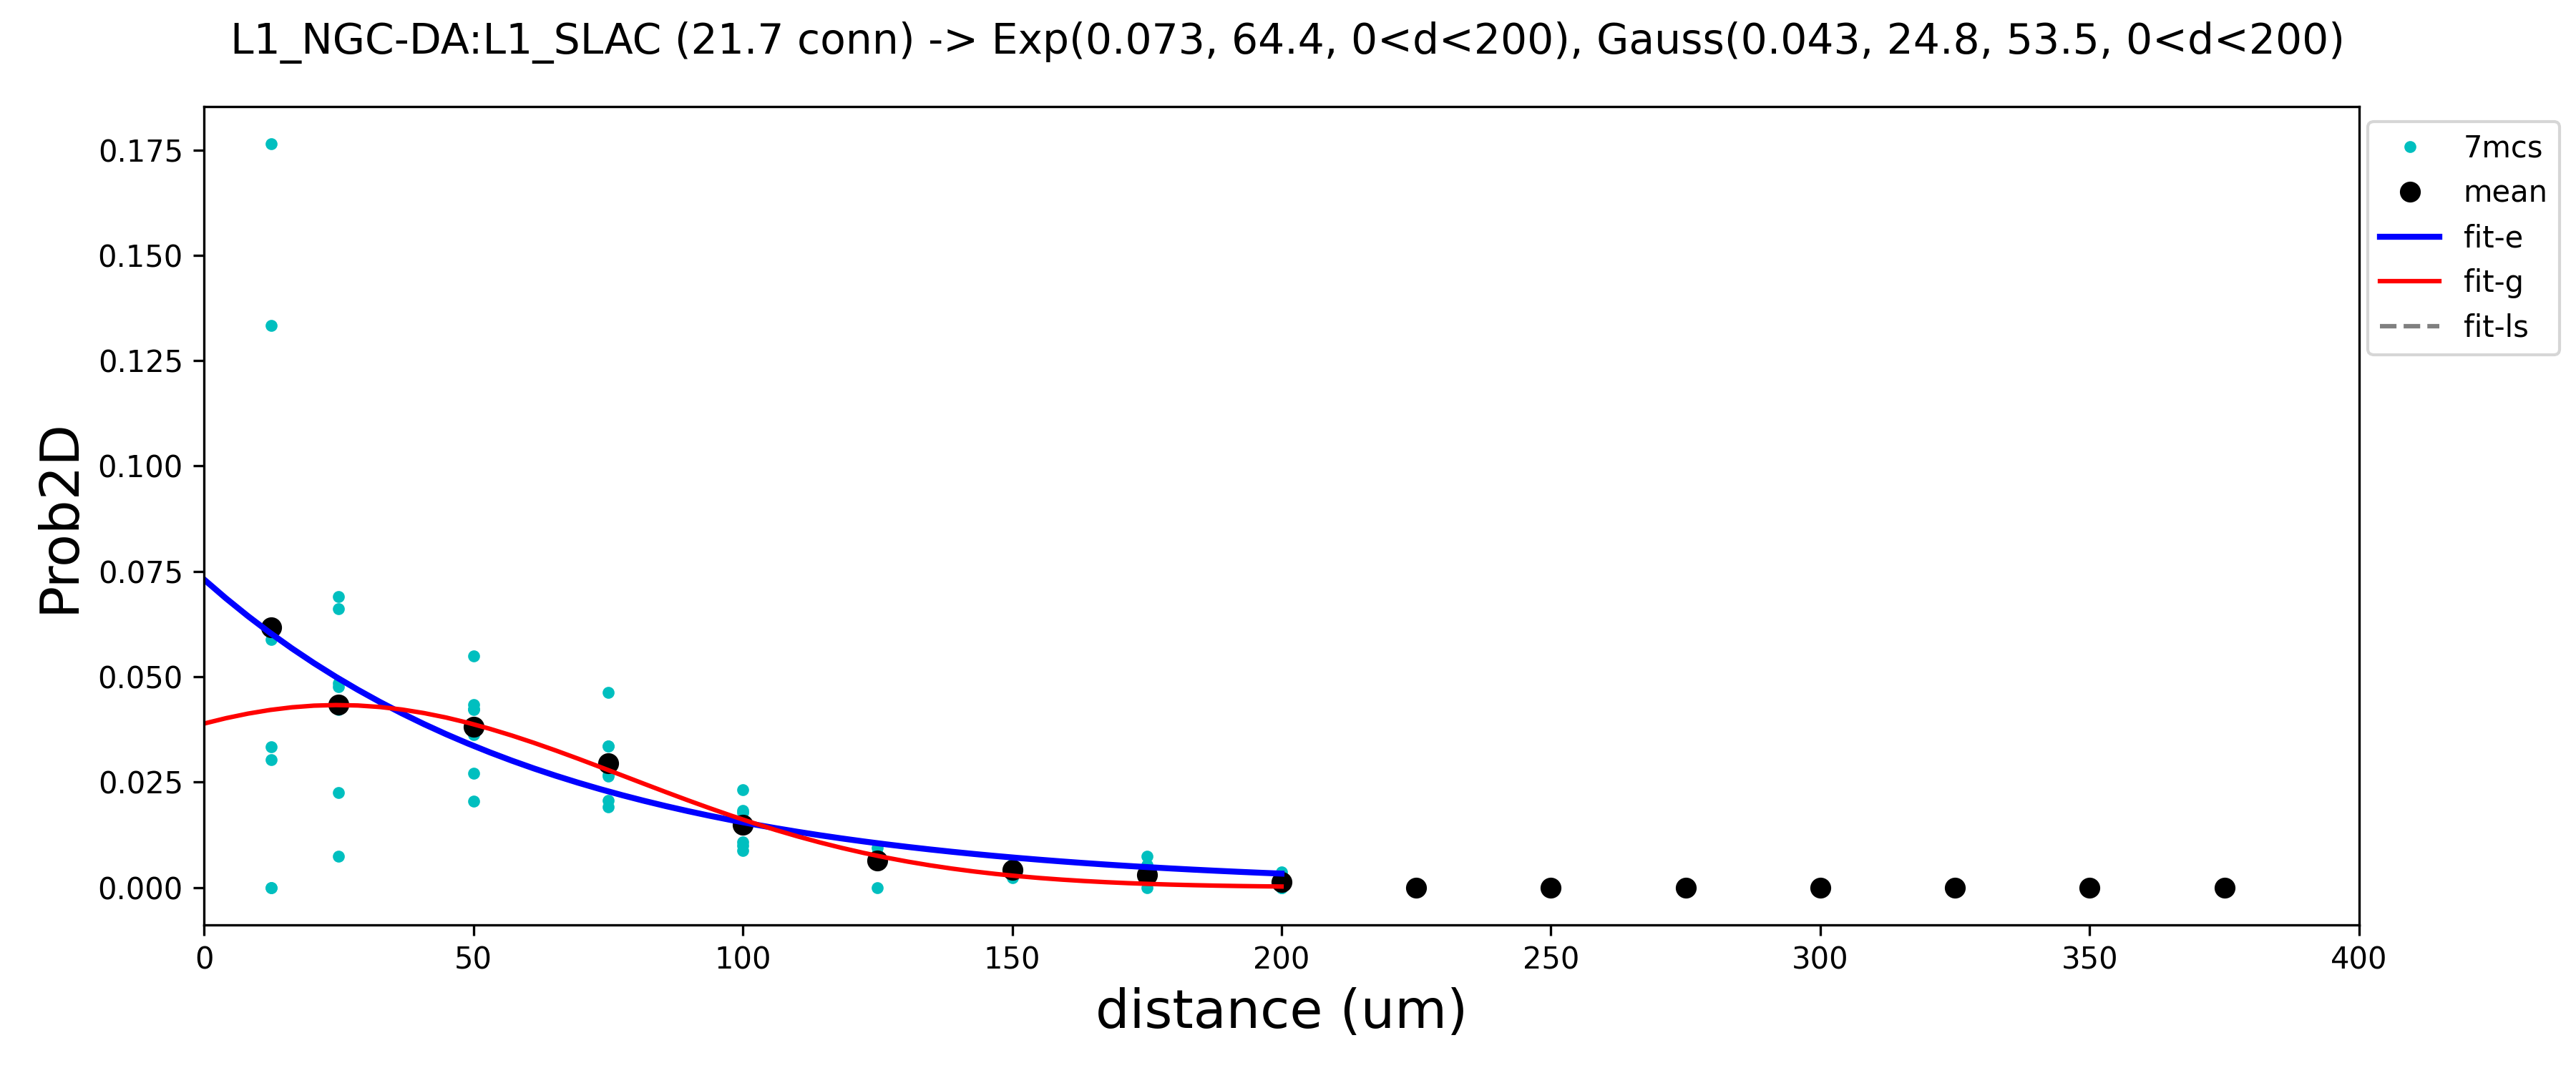 L1_NGC-DA:L1_SLAC (21.7 conn) -> Exp(0.073, 64.4, 0<d<200), Gauss(0.043, 24.8, 53.5, 0<d<200)
0.175
0.150
0.125
0.100
0.075
0.050
0.025
0.000
Prob2D
0 50 100 150 200 250 300 350 400
distance (um)
7mcs
mean
fit-e
fit-g
fit-ls